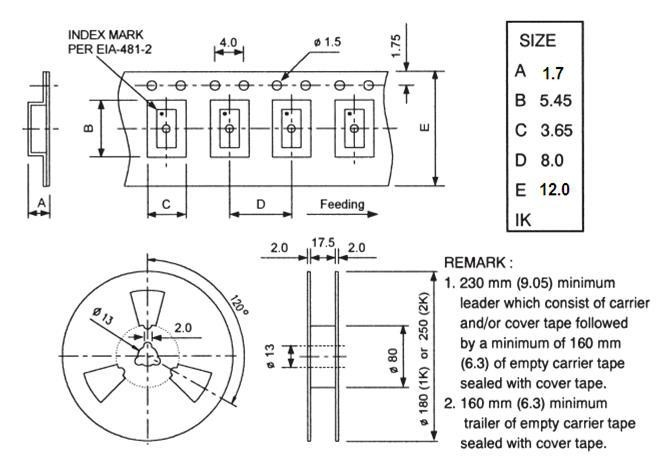 INDEX MARK
PER EIA-481-2
4.0
ø 1.5
1.75
B
E
A
C
D
Feeding
SIZE
A 1.7
B 5.45
C 3.65
D 8.0
E 12.0
IK
2.0 17.5 2.0
120°
ø 13
2.0
ø 13
ø 80
ø 180 (1K) or 250 (2K)
REMARK :
1. 230 mm (9.05) minimum
leader which consist of carrier
and/or cover tape followed
by a minimum of 160 mm
(6.3) of empty carrier tape
sealed with cover tape.
2. 160 mm (6.3) minimum
trailer of empty carrier tape
sealed with cover tape.